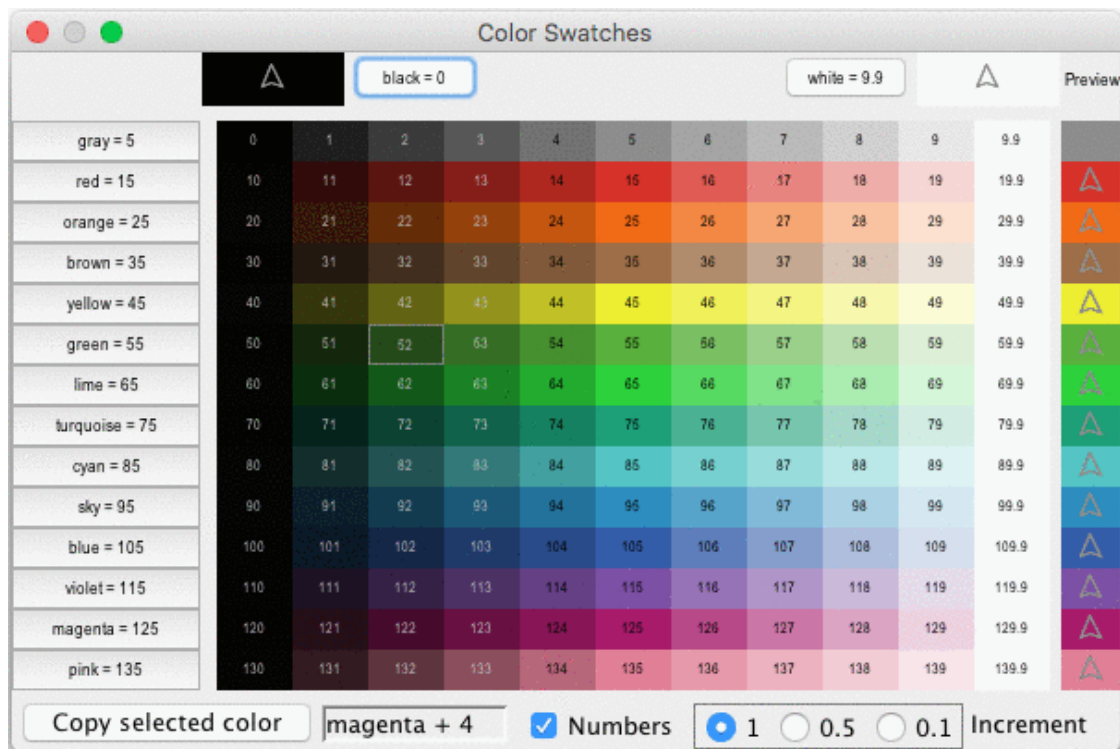 Color Swatches
black = 0 white = 9.9 Preview
gray = 5 0 1 2 3 4 5 6 7 8 9 9.9
red = 15 10 11 12 13 14 15 16 17 18 19 19.9
orange = 25 20 21 22 23 24 25 26 27 28 29 29.9
brown = 35 30 31 32 33 34 35 36 37 38 39 39.9
yellow = 45 40 41 42 43 44 45 46 47 48 49 49.9
green = 55 50 51 52 53 54 55 56 57 58 59 59.9
lime = 65 60 61 62 63 64 65 66 67 68 69 69.9
turquoise = 75 70 71 72 73 74 75 76 77 78 79 79.9
cyan = 85 80 81 82 83 84 85 86 87 88 89 89.9
sky = 95 90 91 92 93 94 95 96 97 98 99 99.9
blue = 105 100 101 102 103 104 105 106 107 108 109 109.9
violet = 115 110 111 112 113 114 115 116 117 118 119 119.9
magenta = 125 120 121 122 123 124 125 126 127 128 129 129.9
pink = 135 130 131 132 133 134 135 136 137 138 139 139.9
Copy selected color magenta + 4 Numbers 1 0.5 0.1 Increment